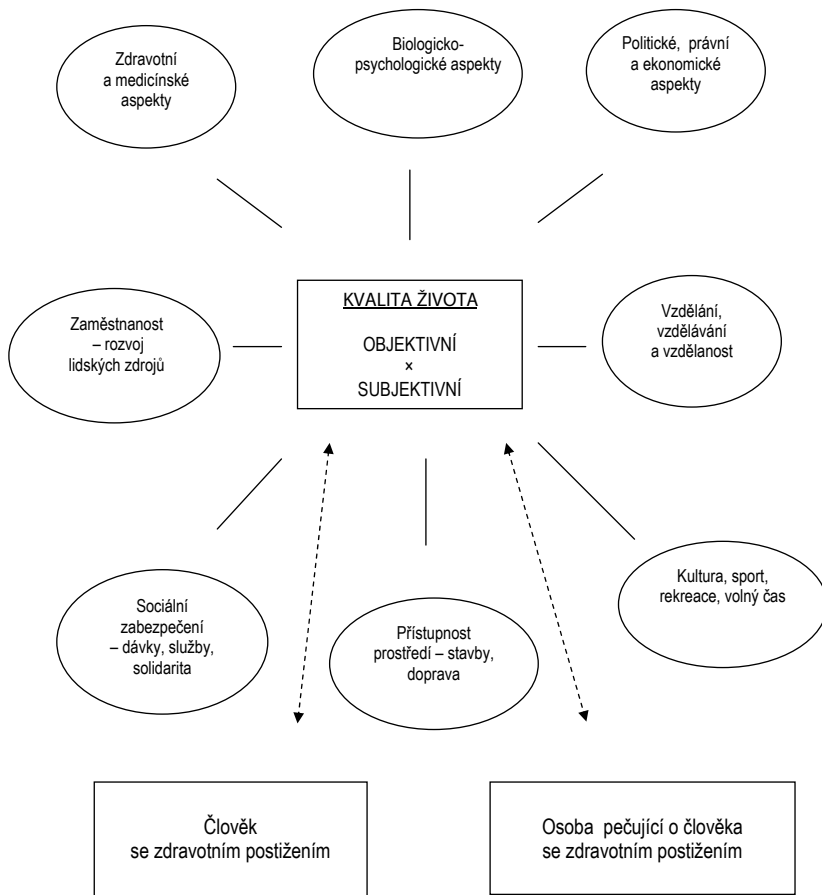 Zdravotní
a medicínské
aspekty
Biologicko-
psychologické aspekty
Politické, právní
a ekonomické
aspekty
Zaměstnanost
– rozvoj
lidských zdrojů
KVALITA ŽIVOTA
OBJEKTIVNÍ
×
SUBJEKTIVNÍ
Vzdělání,
vzdělávání
a vzdělanost
Sociální
zabezpečení
– dávky, služby,
solidarita
Přístupnost
prostředí – stavby,
doprava
Kultura, sport,
rekreace, volný čas
Člověk
se zdravotním postižením
Osoba pečující o člověka
se zdravotním postižením